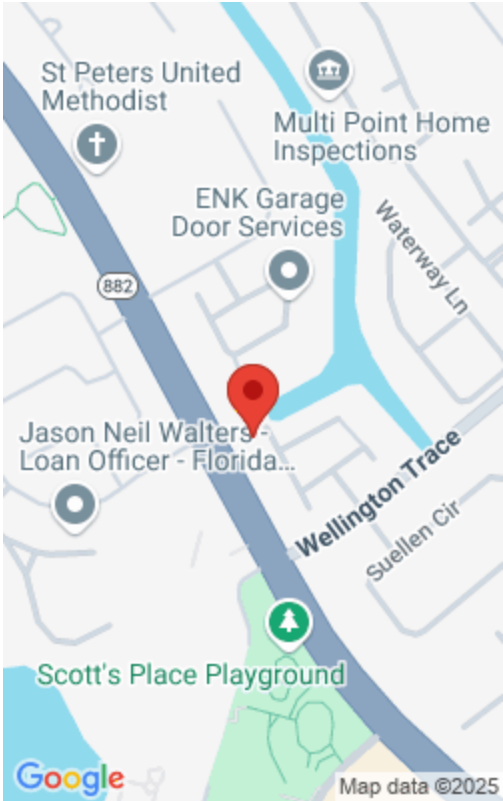 St Peters United
Methodist
Multi Point Home
Inspections
ENK Garage
Door Services
Waterway Ln
882
Jason Neil Walters -
Loan Officer - Florida...
Wellington Trace
Suellen Cir
Scott's Place Playground
Google
Map data ©2025